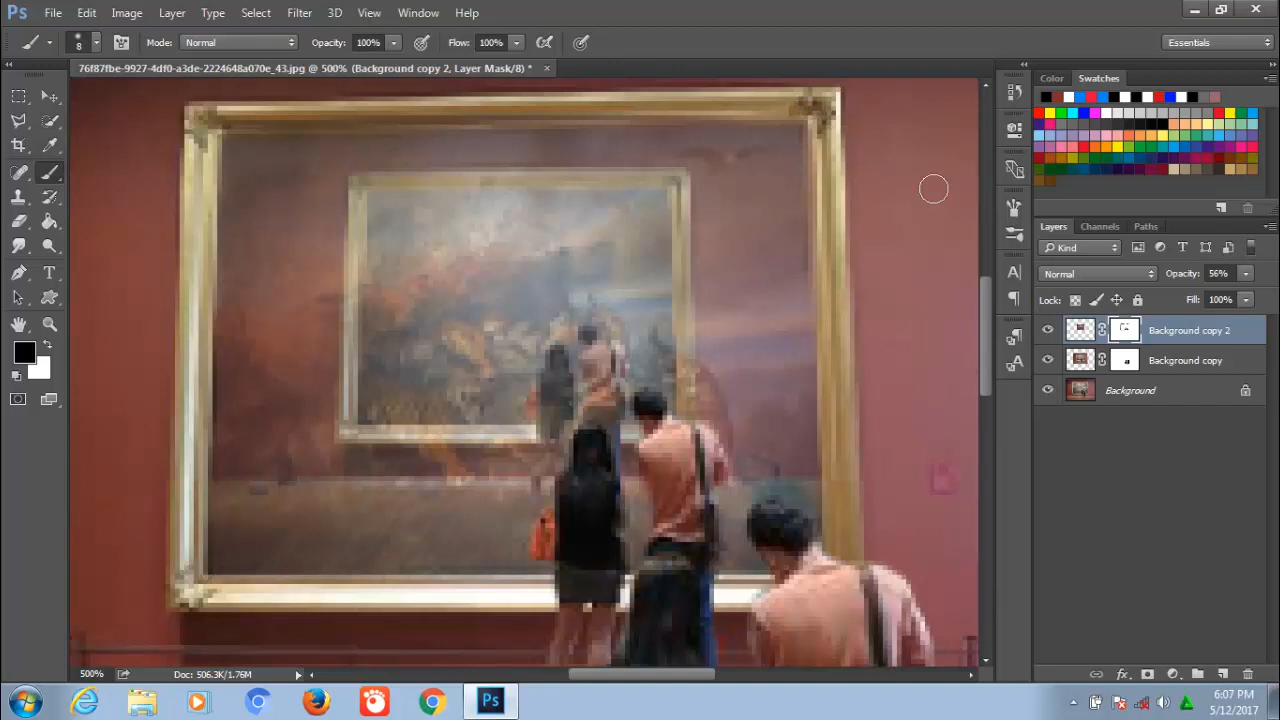 Ps File Edit Image Layer Type Select Filter 3D View Window Help
8 Mode: Normal Opacity: 100% Flow: 100% Essentials
76f87fbe-9927-4df0-a3de-2224648a070e_43.jpg @ 500% (Background copy 2, Layer Mask/8) *
Color Swatches
Layers Channels Paths
Kind
Normal Opacity: 56%
Lock: Fill: 100%
Background copy 2
Background copy
Background
500% Doc: 506.3K/1.76M
Ps
6:07 PM
5/12/2017